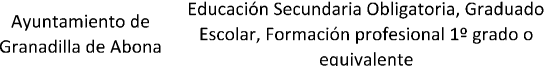 Ayuntamiento de
Granadilla de Abona
Educación Secundaria Obligatoria, Graduado
Escolar, Formación profesional 1º grado o
equivalente